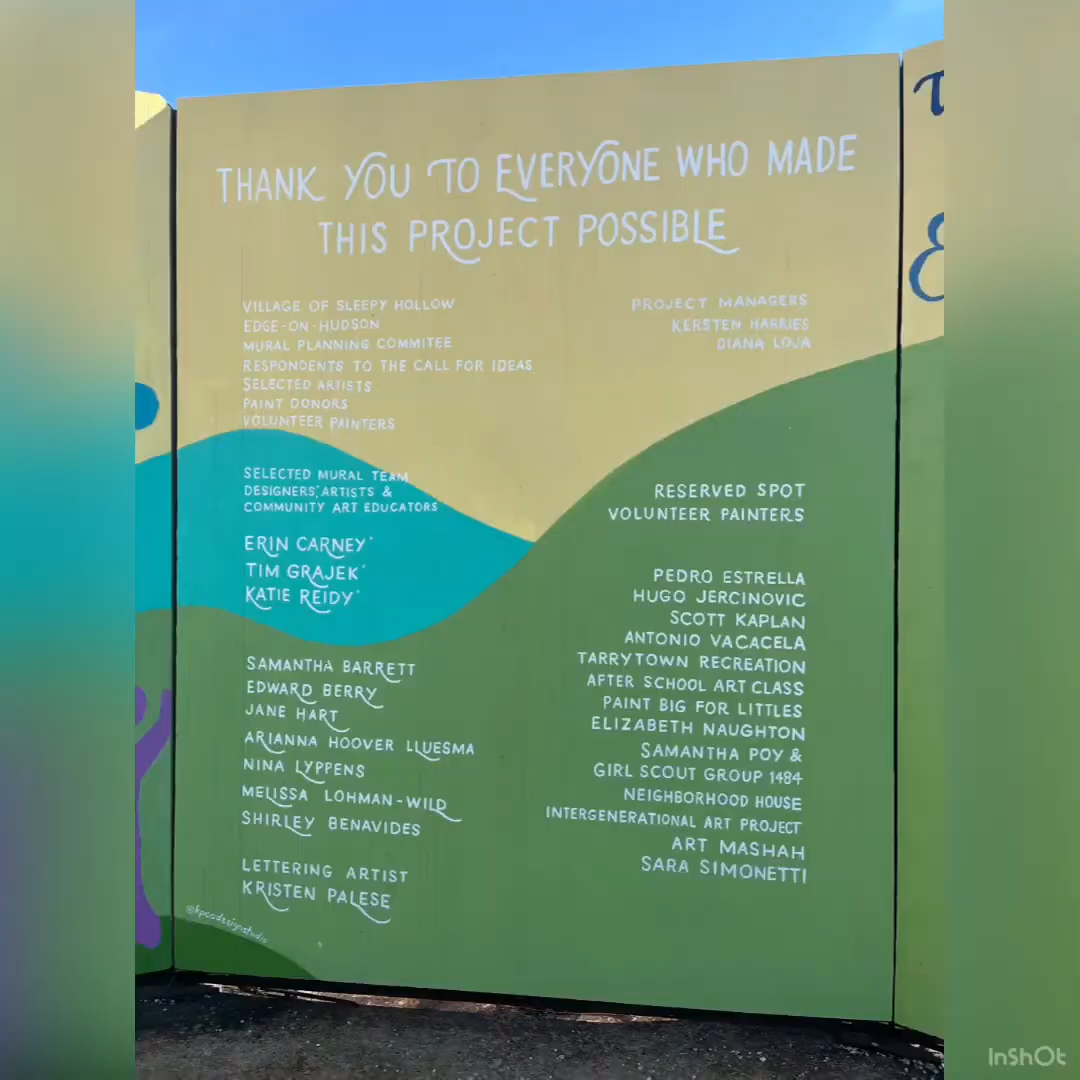 THANK YOU TO EVERYONE WHO MADE
THIS PROJECT POSSIBLE
VILLAGE OF SLEEPY HOLLOW
EDGE-ON-HUDSON
MURAL PLANNING COMMITEE
RESPONDENTS TO THE CALL FOR IDEAS
SELECTED ARTISTS
PAINT DONORS
VOLUNTEER PAINTERS
SELECTED MURAL TEAM
DESIGNERS*, ARTISTS &
COMMUNITY ART EDUCATORS
ERIN CARNEY*
TIM GRAJEK*
KATIE REIDY*
SAMANTHA BARRETT
EDWARD BERRY
JANE HART
ARIANNA HOOVER LLUESMA
NINA LYPPENS
MELISSA LOHMAN-WILD
SHIRLEY BENAVIDES
LETTERING ARTIST
KRISTEN PALESE
@kpcodesignstudio
PROJECT MANAGERS
KERSTEN HARRIES
DIANA LOJA
RESERVED SPOT
VOLUNTEER PAINTERS
PEDRO ESTRELLA
HUGO JERCINOVIC
SCOTT KAPLAN
ANTONIO VACACELA
TARRYTOWN RECREATION
AFTER SCHOOL ART CLASS
PAINT BIG FOR LITTLES
ELIZABETH NAUGHTON
SAMANTHA POY &
GIRL SCOUT GROUP 1484
NEIGHBORHOOD HOUSE
INTERGENERATIONAL ART PROJECT
ART MASHAH
SARA SIMONETTI
InShOt